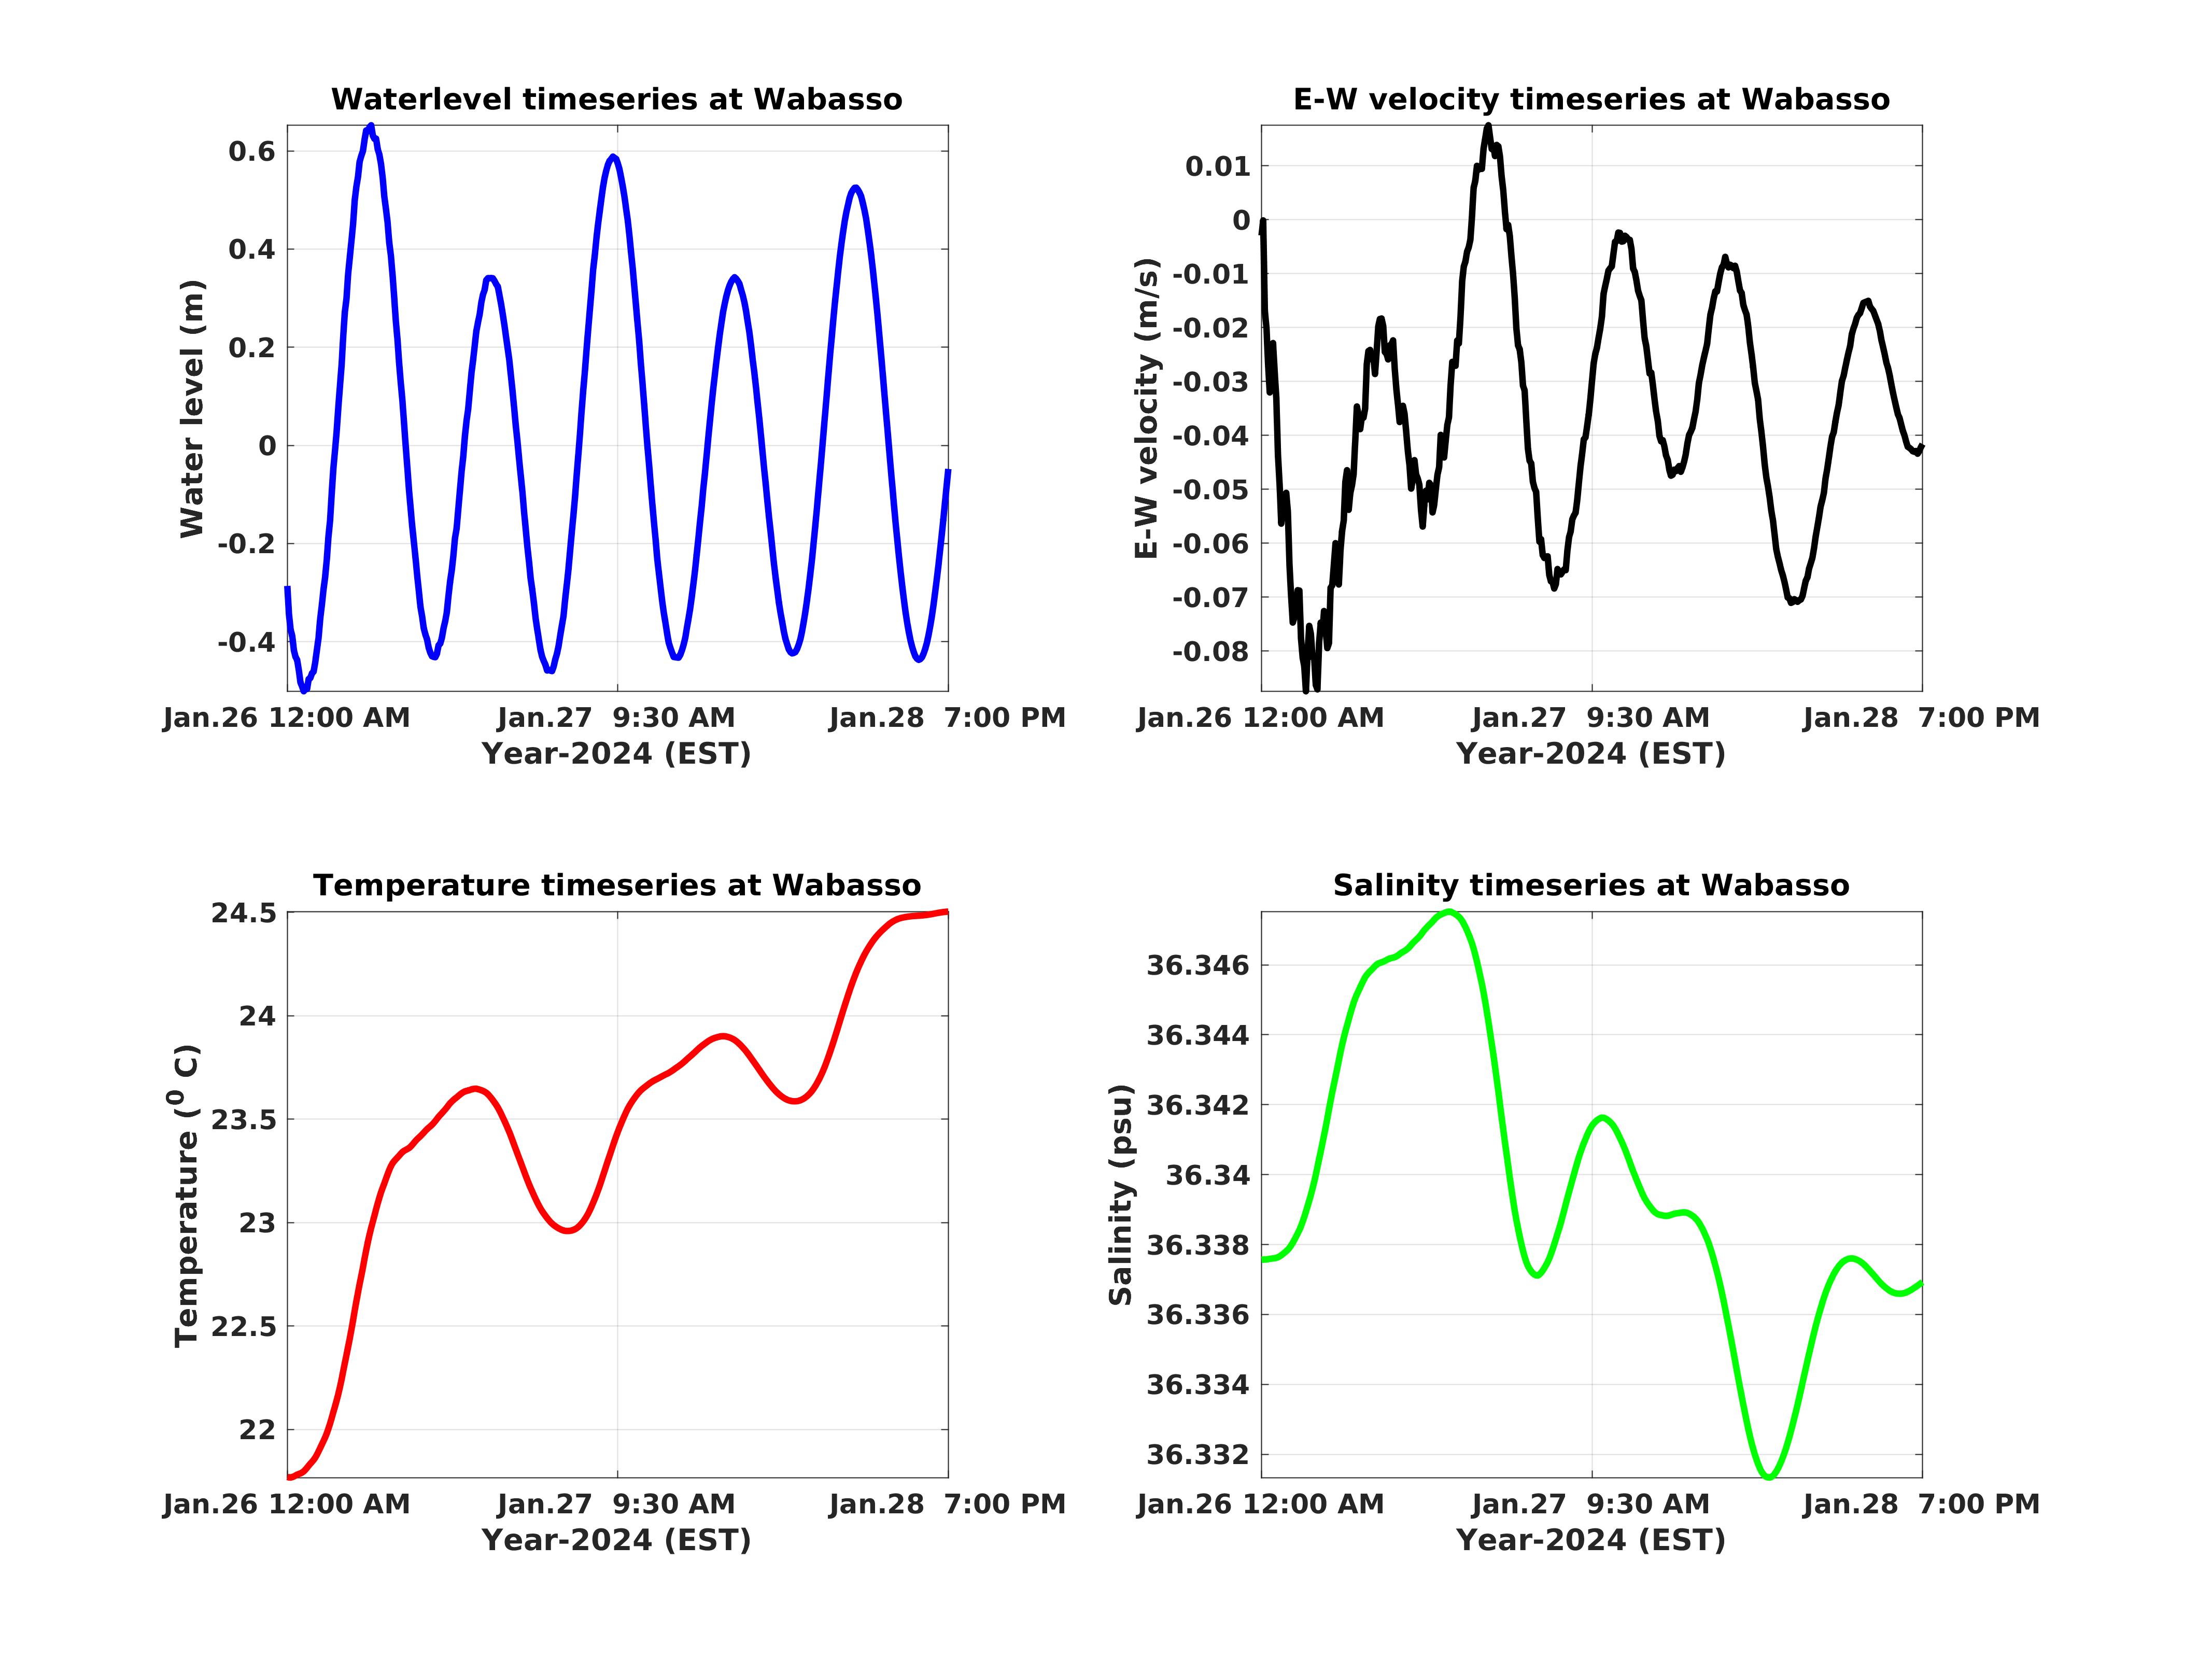 Waterlevel timeseries at Wabasso
0.6
0.4
0.2
0
-0.2
-0.4
Water level (m)
Jan.26 12:00 AM
Jan.27 9:30 AM
Jan.28 7:00 PM
Year-2024 (EST)
E-W velocity timeseries at Wabasso
0.01
0
-0.01
-0.02
-0.03
-0.04
-0.05
-0.06
-0.07
-0.08
E-W velocity (m/s)
Jan.26 12:00 AM
Jan.27 9:30 AM
Jan.28 7:00 PM
Year-2024 (EST)
Temperature timeseries at Wabasso
24.5
24
23.5
23
22.5
22
Temperature (⁰ C)
Jan.26 12:00 AM
Jan.27 9:30 AM
Jan.28 7:00 PM
Year-2024 (EST)
Salinity timeseries at Wabasso
36.346
36.344
36.342
36.34
36.338
36.336
36.334
36.332
Salinity (psu)
Jan.26 12:00 AM
Jan.27 9:30 AM
Jan.28 7:00 PM
Year-2024 (EST)